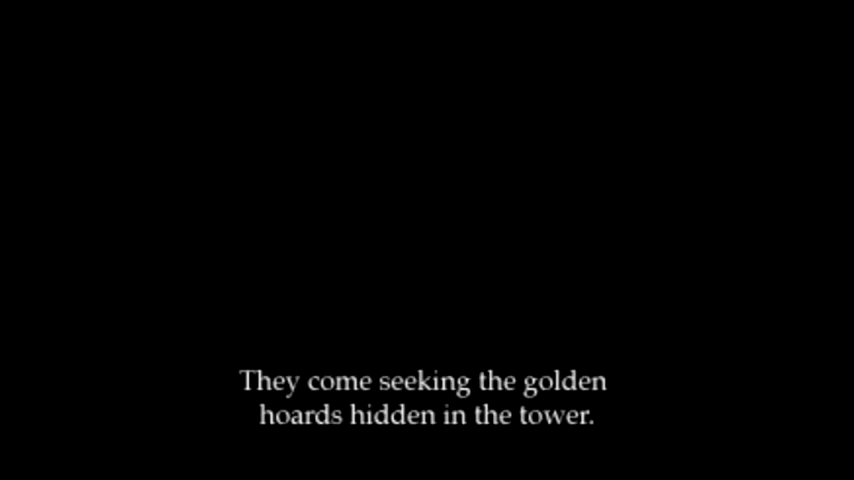 They come seeking the golden
hoards hidden in the tower.